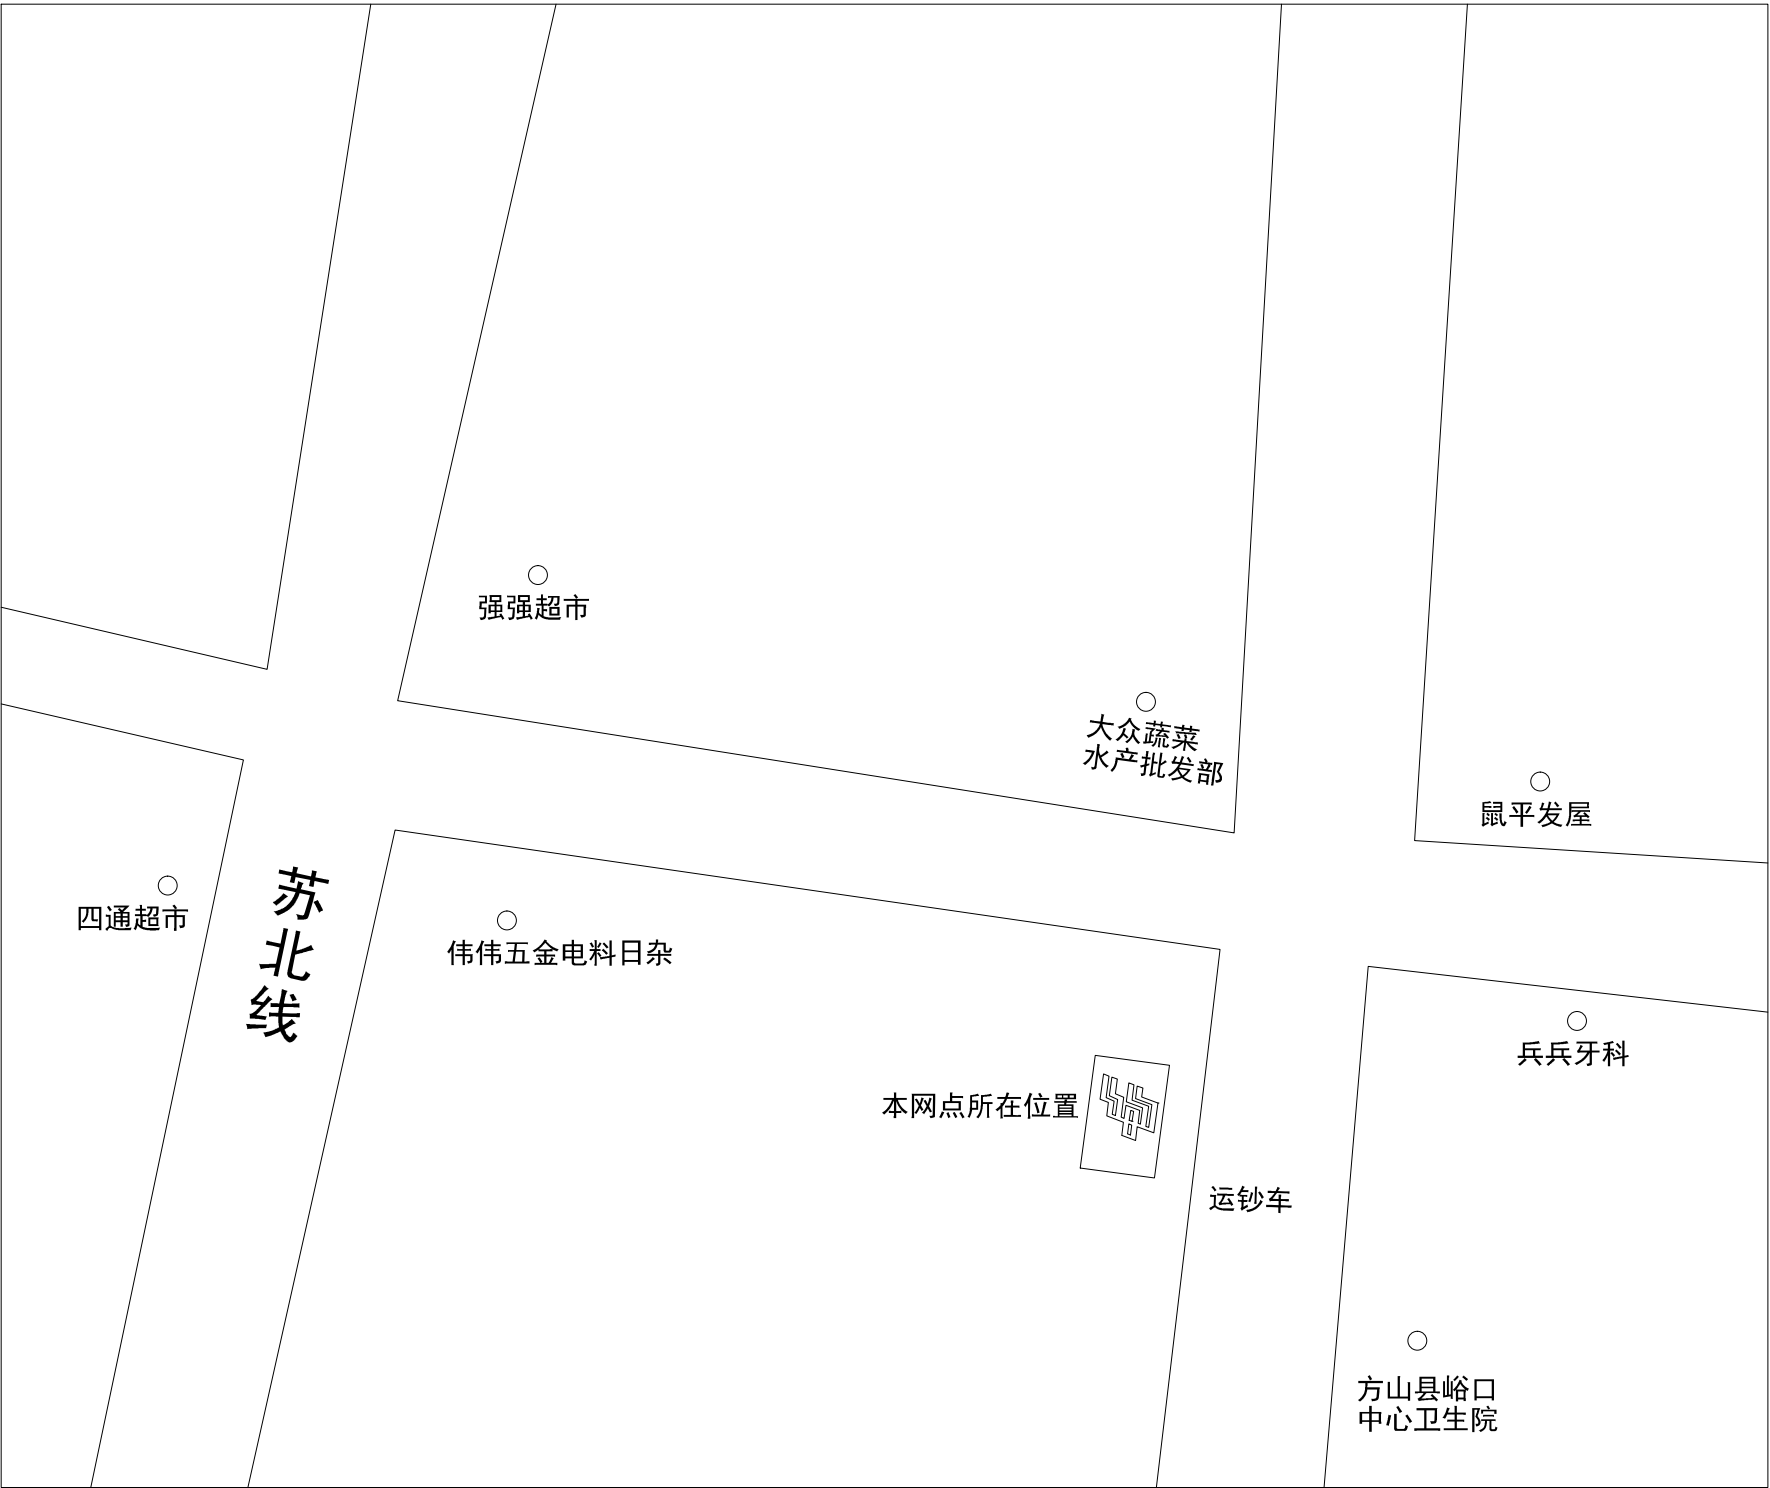 强强超市
大众蔬菜
水产批发部
鼠平发屋
四通超市
苏北线
伟伟五金电料日杂
兵兵牙科
本网点所在位置
运钞车
方山县峪口
中心卫生院